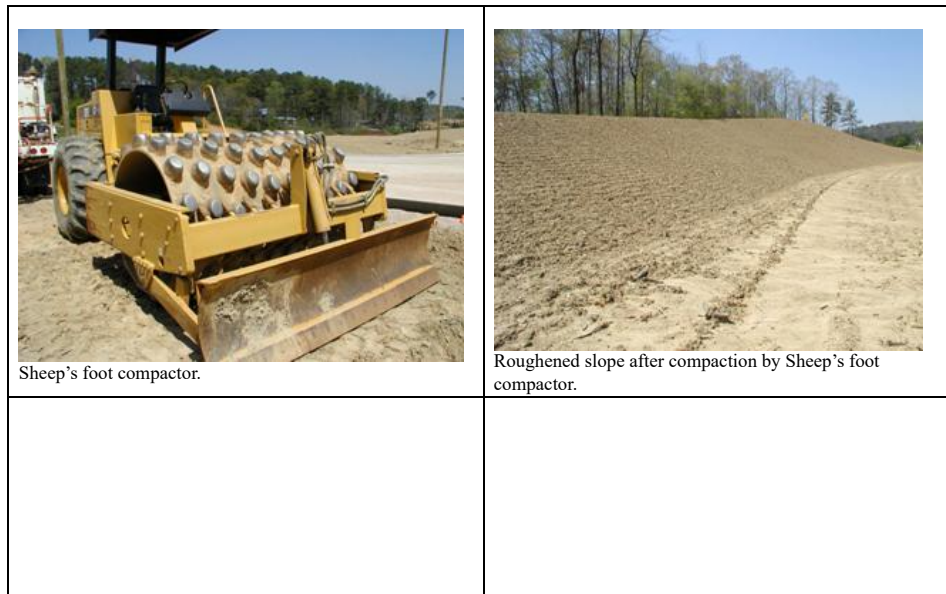 Sheep's foot compactor.
Roughened slope after compaction by Sheep's foot
compactor.